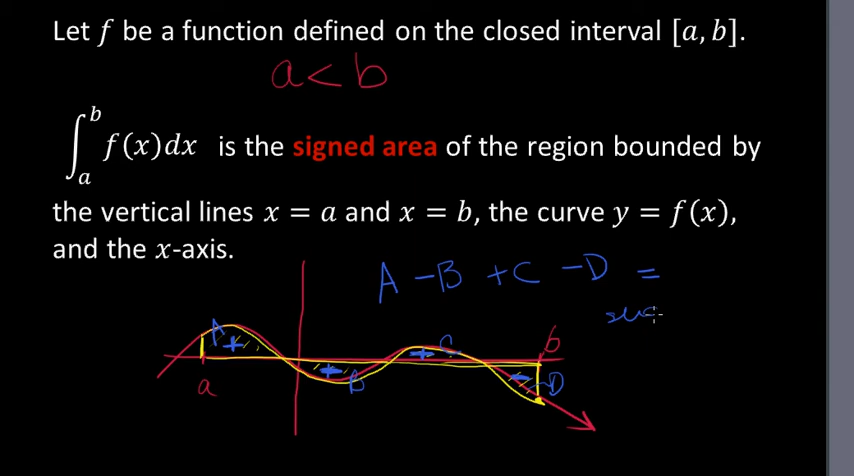 Let f be a function defined on the closed interval [a, b].
a < b
∫_a^b f(x)dx is the signed area of the region bounded by
the vertical lines x = a and x = b, the curve y = f(x),
and the x-axis.
A - B + C - D =
A + C b
a + B - D